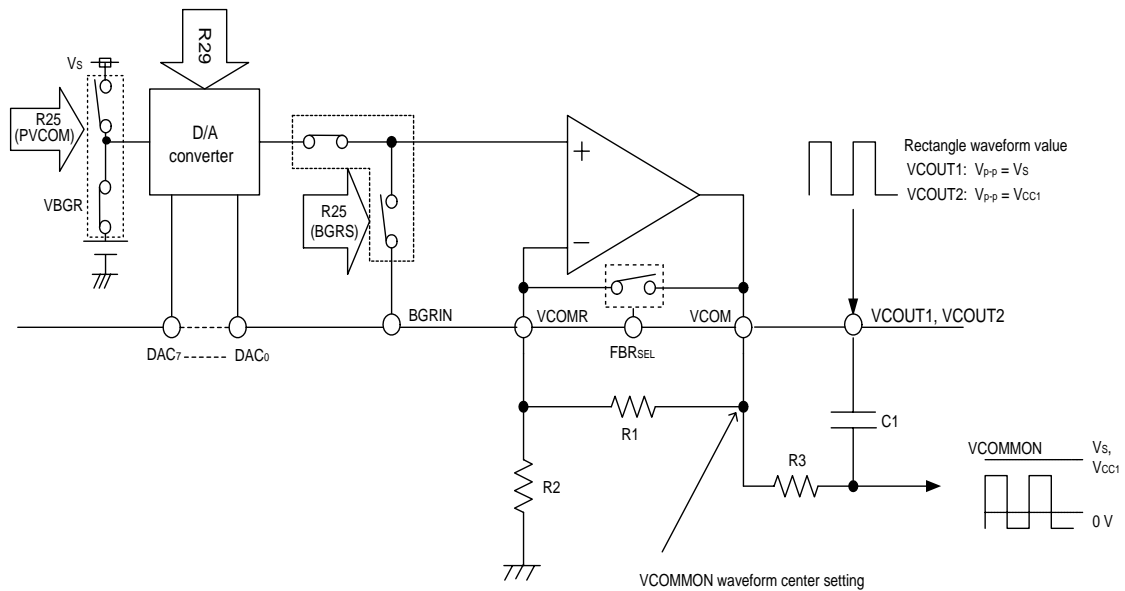 R29
VS
R25
(PVCOM)
D/A
converter
VBGR
R25
(BGRS)
+
−
Rectangle waveform value
VCOUT1: Vp-p = VS
VCOUT2: Vp-p = VCC1
BGRIN
VCOMR
VCOM
VCOUT1, VCOUT2
DAC7 ------ DAC0
FBRSEL
R1
C1
R2
R3
VCOMMON
VS,
VCC1
0 V
VCOMMON waveform center setting